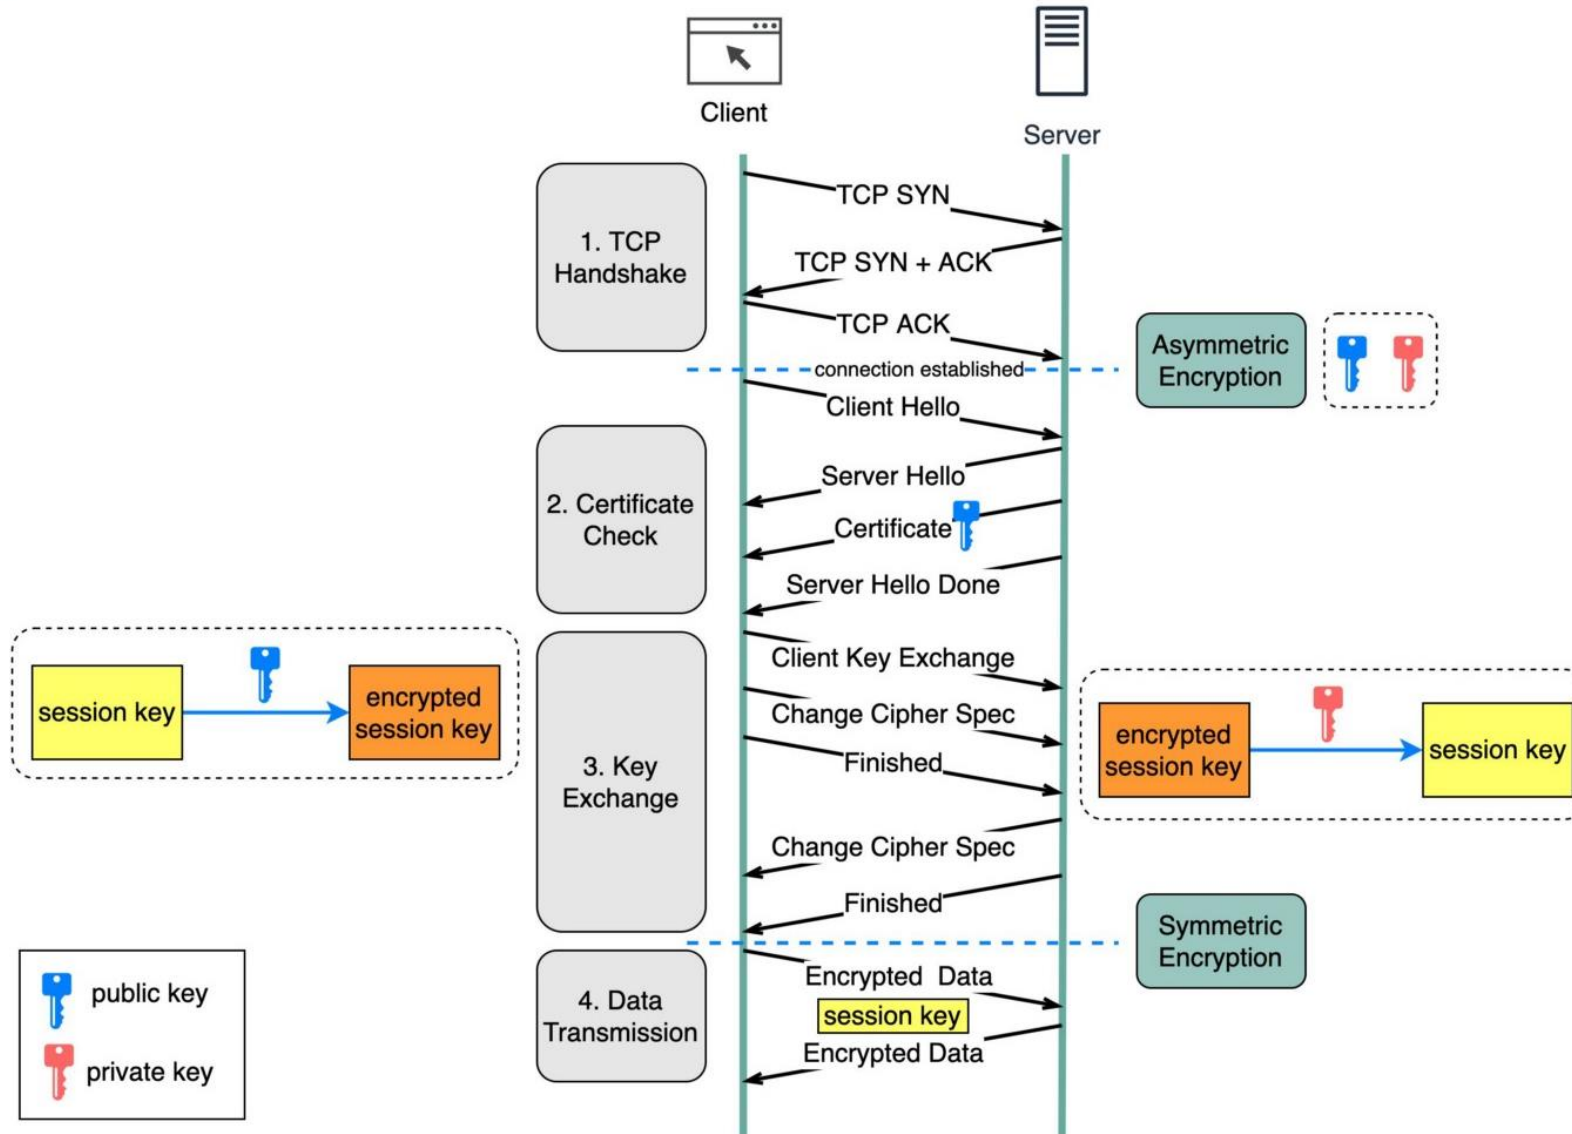 Client
Server
1. TCP
Handshake
TCP SYN
TCP SYN + ACK
TCP ACK
connection established
Asymmetric
Encryption
2. Certificate
Check
Client Hello
Server Hello
Certificate
Server Hello Done
session key
encrypted
session key
3. Key
Exchange
Client Key Exchange
Change Cipher Spec
Finished
Change Cipher Spec
Finished
encrypted
session key
session key
Symmetric
Encryption
4. Data
Transmission
Encrypted Data
session key
Encrypted Data
public key
private key